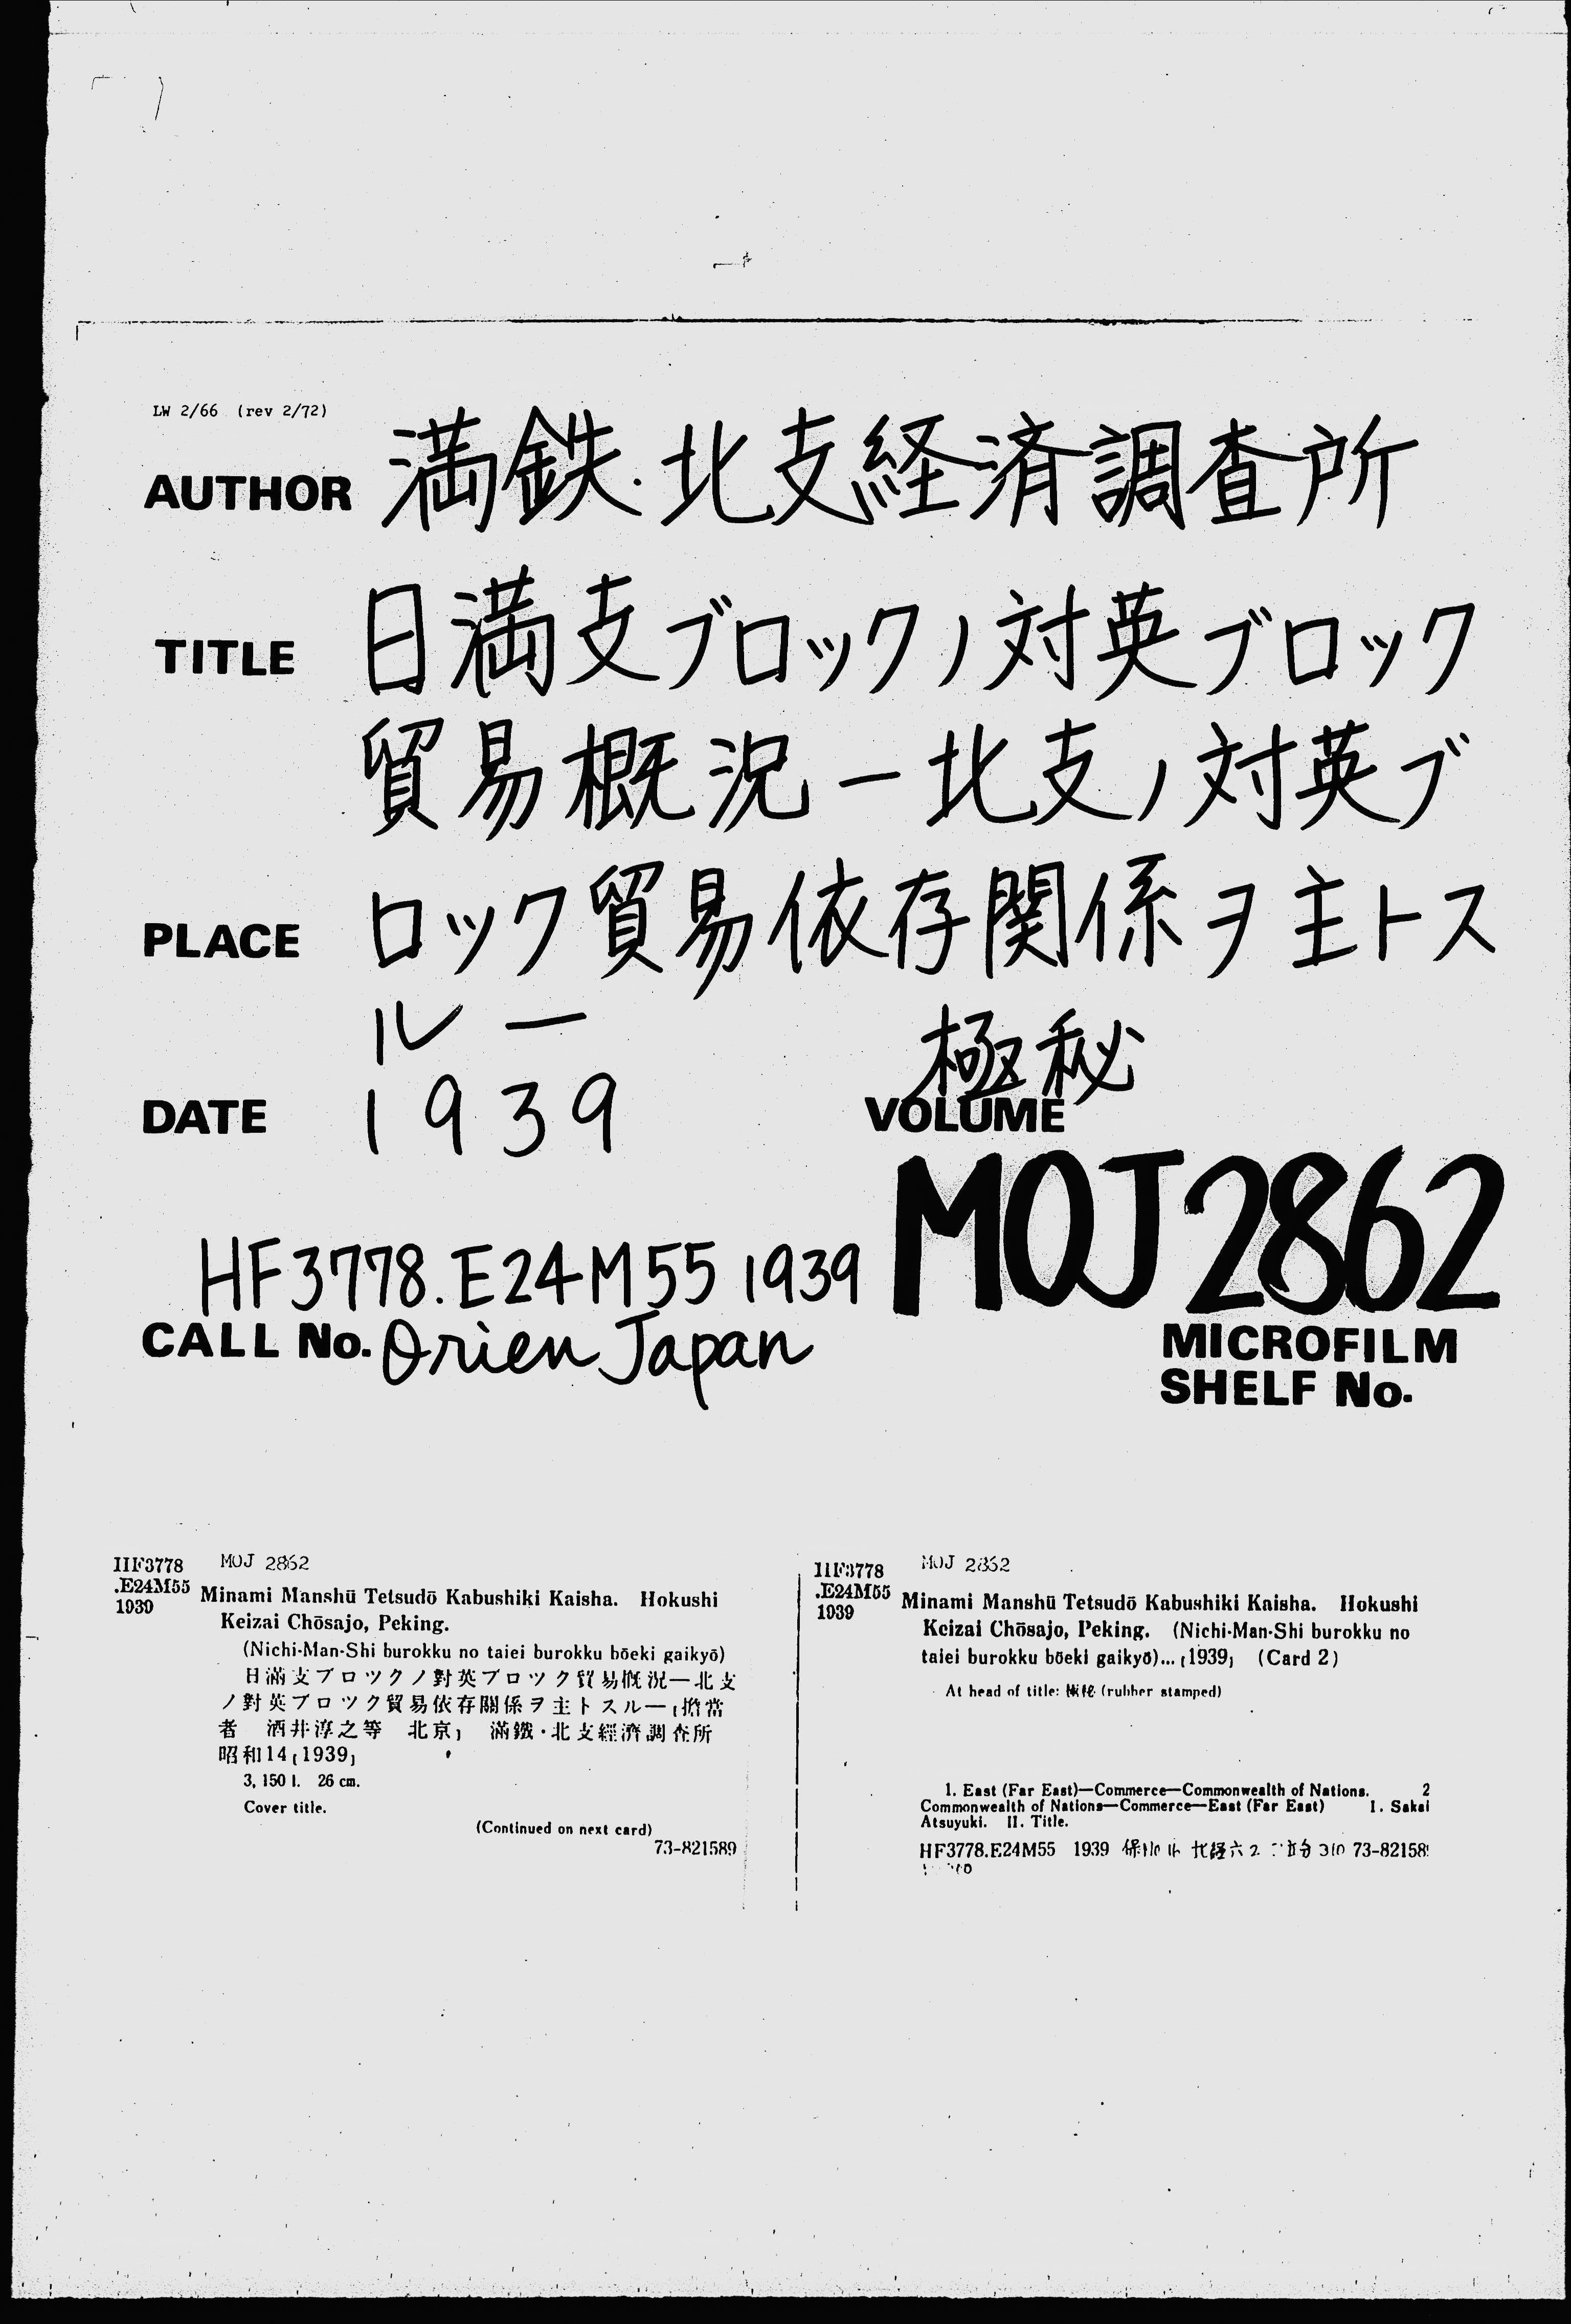 LW 2/66 (rev 2/72)
AUTHOR 満鉄・北支経済調査所
TITLE 日満支ブロックノ対英ブロック
貿易概況－北支ノ対英ブ
PLACE ロック貿易依存関係ヲ主トス
ルー
極秘
DATE 1939
VOLUME
MOJ 2862
HF3778.E24M55 1939
CALL No. Orien Japan
MICROFILM
SHELF No.
HF3778 MOJ 2862
.E24M55
1939
Minami Manshū Tetsudō Kabushiki Kaisha. Hokushi
Keizai Chōsajo, Peking.
(Nichi-Man-Shi burokku no taiei burokku bōeki gaikyō)
日滿支ブロツクノ對英ブロツク貿易概況—北支
ノ對英ブロツク貿易依存關係ヲ主トスル—[擔當
者 酒井淳之等 北京] 滿鐵・北支經濟調査所
昭和14[1939]
3, 150 l. 26 cm.
Cover title.
(Continued on next card)
73-821589
HF3778 MOJ 2862
.E24M55
1939
Minami Manshū Tetsudō Kabushiki Kaisha. Hokushi
Keizai Chōsajo, Peking. (Nichi-Man-Shi burokku no
taiei burokku bōeki gaikyō)... [1939] (Card 2)
At head of title: (rubber stamped)
1. East (Far East)—Commerce—Commonwealth of Nations. 2
Commonwealth of Nations—Commerce—East (Far East) I. Sakai
Atsuyuki. II. Title.
HF3778.E24M55 1939 73-82158